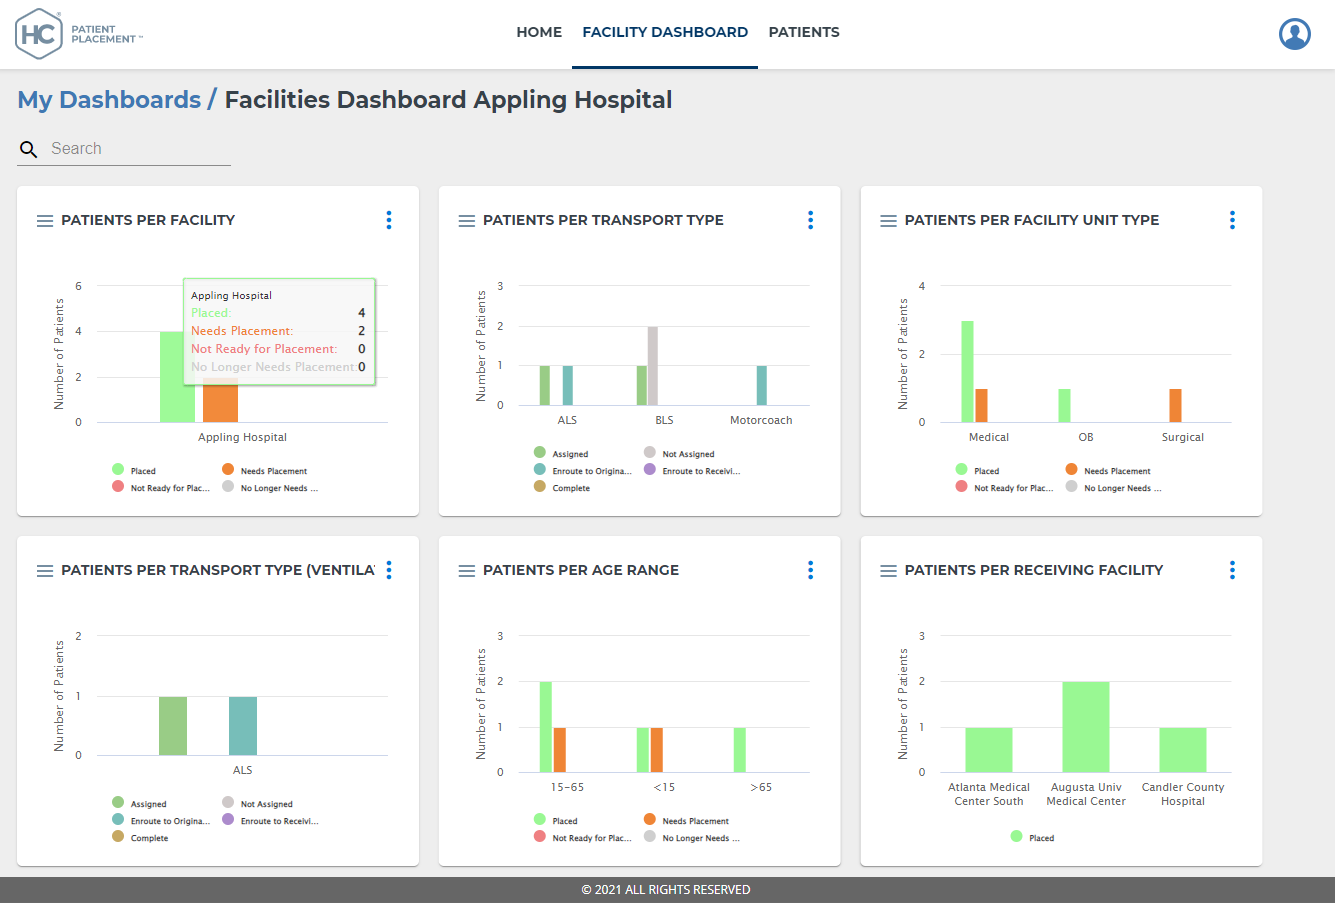 HC® PATIENT
PLACEMENT™
HOME FACILITY DASHBOARD PATIENTS
My Dashboards / Facilities Dashboard Appling Hospital
Search
PATIENTS PER FACILITY
Number of Patients
6
4
2
0
Appling Hospital
Placed: 4
Needs Placement: 2
Not Ready for Placement: 0
No Longer Needs Placement 0
Appling Hospital
Placed Needs Placement
Not Ready for Plac... No Longer Needs ...
PATIENTS PER TRANSPORT TYPE
Number of Patients
3
2
1
0
ALS BLS Motorcoach
Assigned Not Assigned
Enroute to Origina... Enroute to Receivi...
Complete
PATIENTS PER FACILITY UNIT TYPE
Number of Patients
4
2
0
Medical OB Surgical
Placed Needs Placement
Not Ready for Plac... No Longer Needs ...
PATIENTS PER TRANSPORT TYPE (VENTILA
Number of Patients
2
1
0
ALS
Assigned Not Assigned
Enroute to Origina... Enroute to Receivi...
Complete
PATIENTS PER AGE RANGE
Number of Patients
3
2
1
0
15-65 <15 >65
Placed Needs Placement
Not Ready for Plac... No Longer Needs ...
PATIENTS PER RECEIVING FACILITY
Number of Patients
3
2
1
0
Atlanta Medical Augusta Univ Candler County
Center South Medical Center Hospital
Placed
© 2021 ALL RIGHTS RESERVED